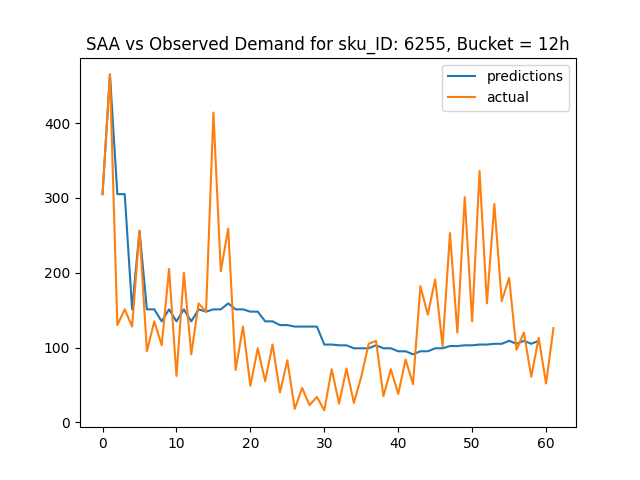 SAA vs Observed Demand for sku_ID: 6255, Bucket = 12h
predictions
actual
400
300
200
100
0
0 10 20 30 40 50 60